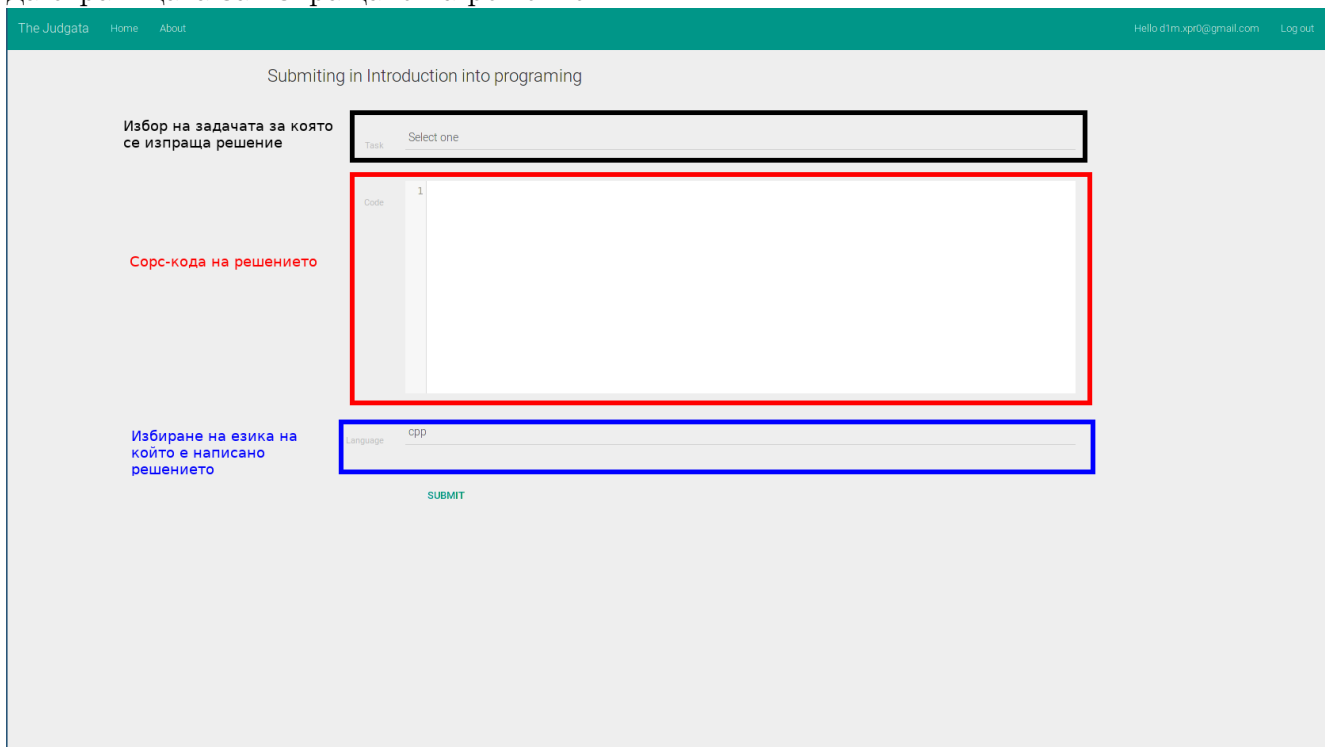 The Judgata Home About Hello d1m.xpr0@gmail.com Log out
Submiting in Introduction into programing
Избор на задачата за която
се изпраща решение
Task Select one
Code 1
Сорс-кода на решението
Избиране на езика на
който е написано
решението
Language cpp
SUBMIT